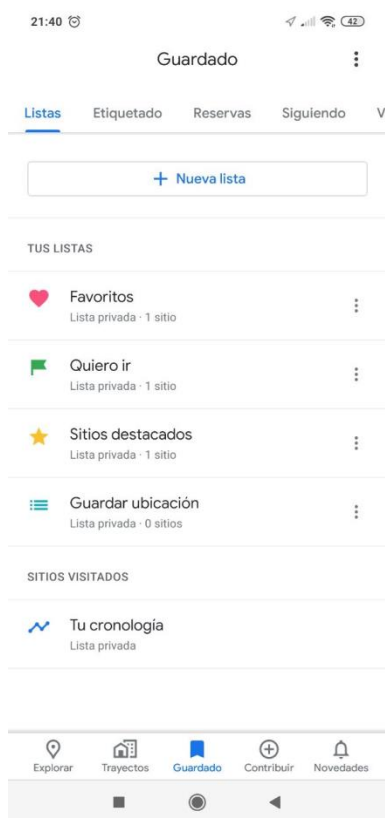 21:40 42
Guardado
Listas Etiquetado Reservas Siguiendo V
+ Nueva lista
TUS LISTAS
Favoritos
Lista privada · 1 sitio
Quiero ir
Lista privada · 1 sitio
Sitios destacados
Lista privada · 1 sitio
Guardar ubicación
Lista privada · 0 sitios
SITIOS VISITADOS
Tu cronología
Lista privada
Explorar Trayectos Guardado Contribuir Novedades